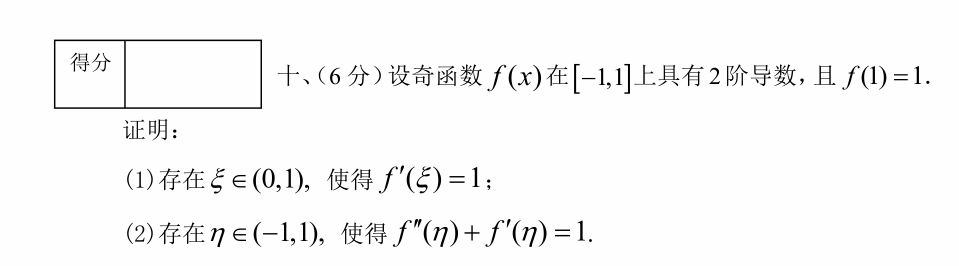 得分
十、（6分）设奇函数 f(x) 在[−1,1]上具有2阶导数，且 f(1)=1.
证明：
(1)存在 ξ∈(0,1), 使得 f′(ξ)=1；
(2)存在 η∈(−1,1), 使得 f″(η)+f′(η)=1.